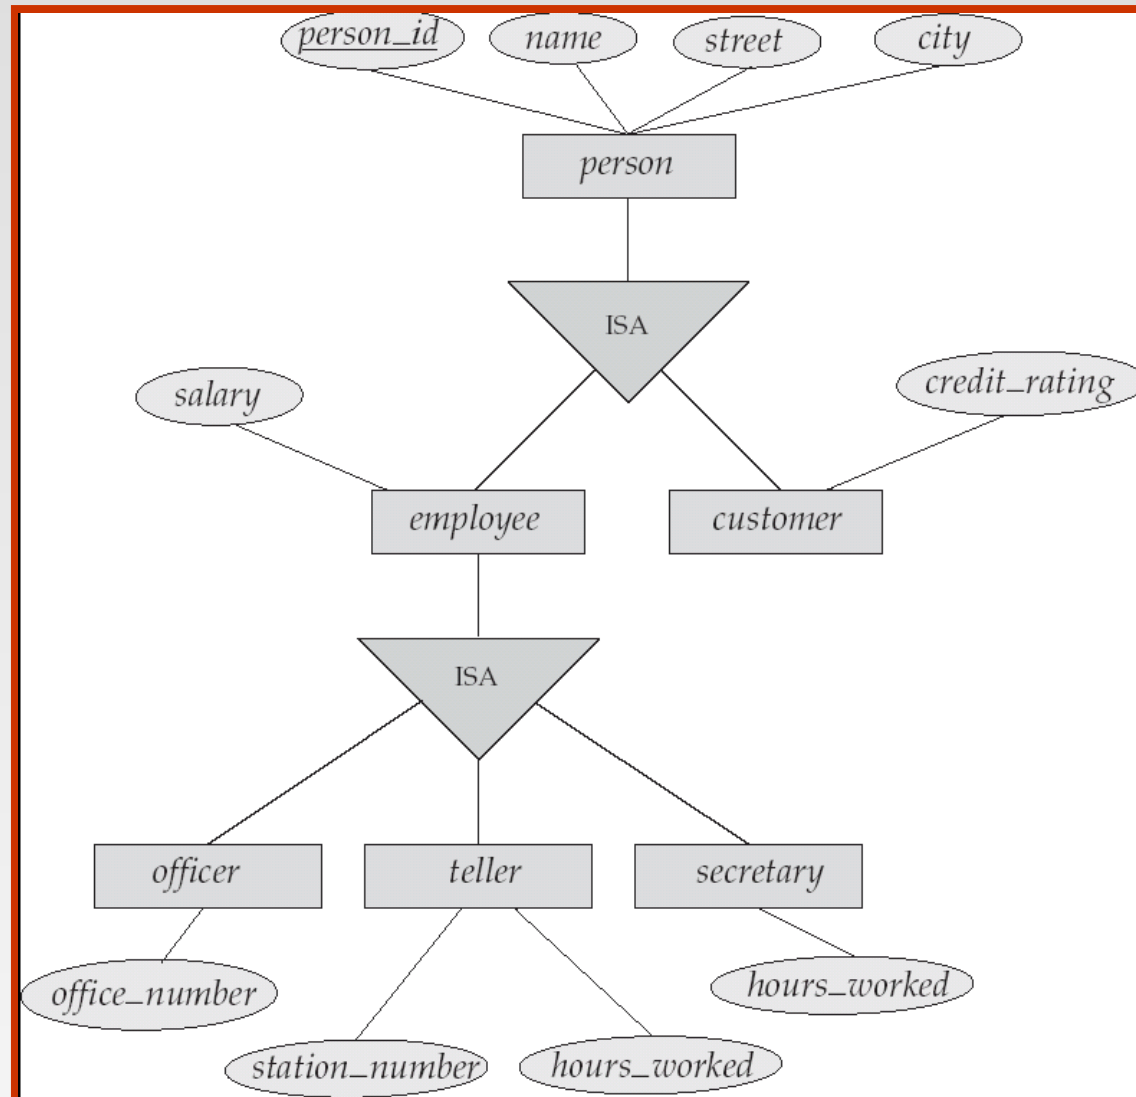 person_id
name
street
city
person
ISA
salary
credit_rating
employee
customer
ISA
officer
teller
secretary
office_number
hours_worked
station_number
hours_worked